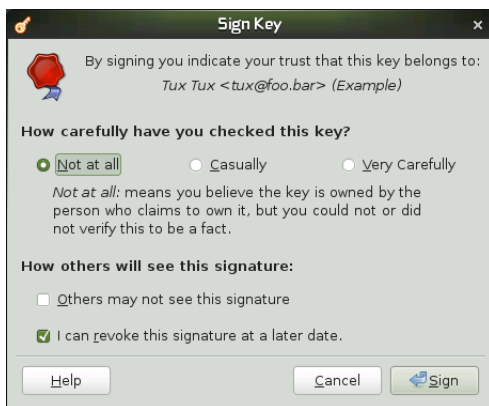 Sign Key
By signing you indicate your trust that this key belongs to:
Tux Tux <tux@foo.bar> (Example)
How carefully have you checked this key?
Not at all Casually Very Carefully
Not at all: means you believe the key is owned by the
person who claims to own it, but you could not or did
not verify this to be a fact.
How others will see this signature:
Others may not see this signature
I can revoke this signature at a later date.
Help Cancel Sign